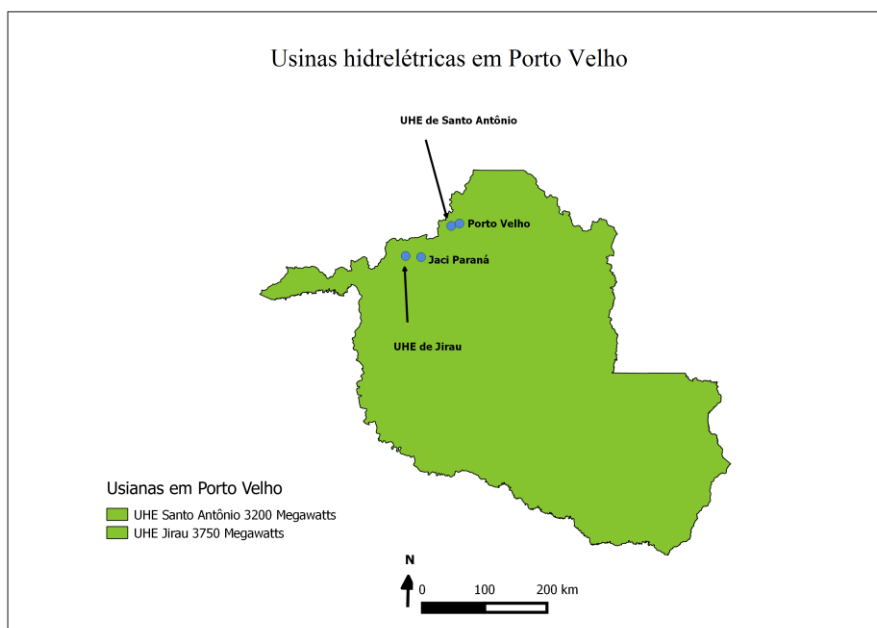 Usinas hidrelétricas em Porto Velho
UHE de Santo Antônio
Porto Velho
Jaci Paraná
UHE de Jirau
Usianas em Porto Velho
UHE Santo Antônio 3200 Megawatts
UHE Jirau 3750 Megawatts
N
0 100 200 km